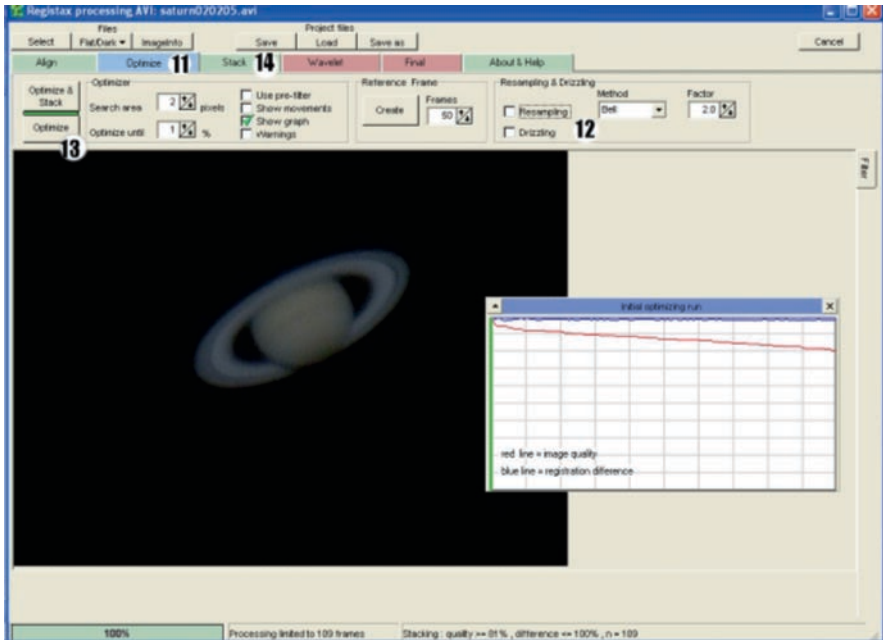 Registax processing AVI: saturn020205.avi
Files
Project files
Select Flat/Dark ImageInfo Save Load Save as Cancel
Align Optimize 11 Stack 14 Wavelet Final About & Help
Optimize & Stack
Optimize
13
Optimizer
Search area 2 pixels
Optimize until 1 %
Use pre-filter
Show movements
Show graph
Warnings
Reference Frame
Create
Frames
50
Resampling & Drizzling
Resampling
Drizzling
12
Method
Bell
Factor
2.0
Filter
Initial optimizing run
red line = image quality
blue line = registration difference
100% Processing limited to 109 frames Stacking : quality >= 81% , difference <= 100% , n = 109